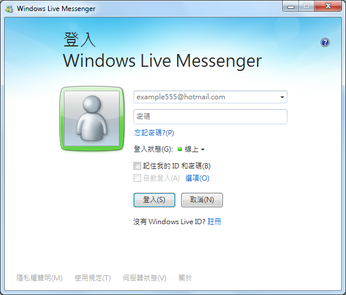 Windows Live Messenger
登入
Windows Live Messenger
example555@hotmail.com
密碼
忘記密碼?(P)
登入狀態(G): 線上
記住我的 ID 和密碼(B)
自動登入(A) 選項(O)
登入(S) 取消(N)
沒有 Windows Live ID? 註冊
隱私權聲明(M) 使用規定(T) 伺服器狀態(V) 關於